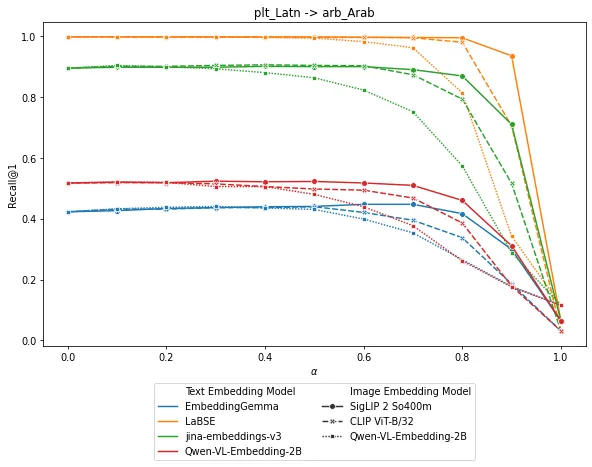 plt_Latn -> arb_Arab
Recall@1
1.0
0.8
0.6
0.4
0.2
0.0
0.0 0.2 0.4 0.6 0.8 1.0
α
Text Embedding Model
EmbeddingGemma
LaBSE
jina-embeddings-v3
Qwen-VL-Embedding-2B
Image Embedding Model
SigLIP 2 So400m
CLIP ViT-B/32
Qwen-VL-Embedding-2B